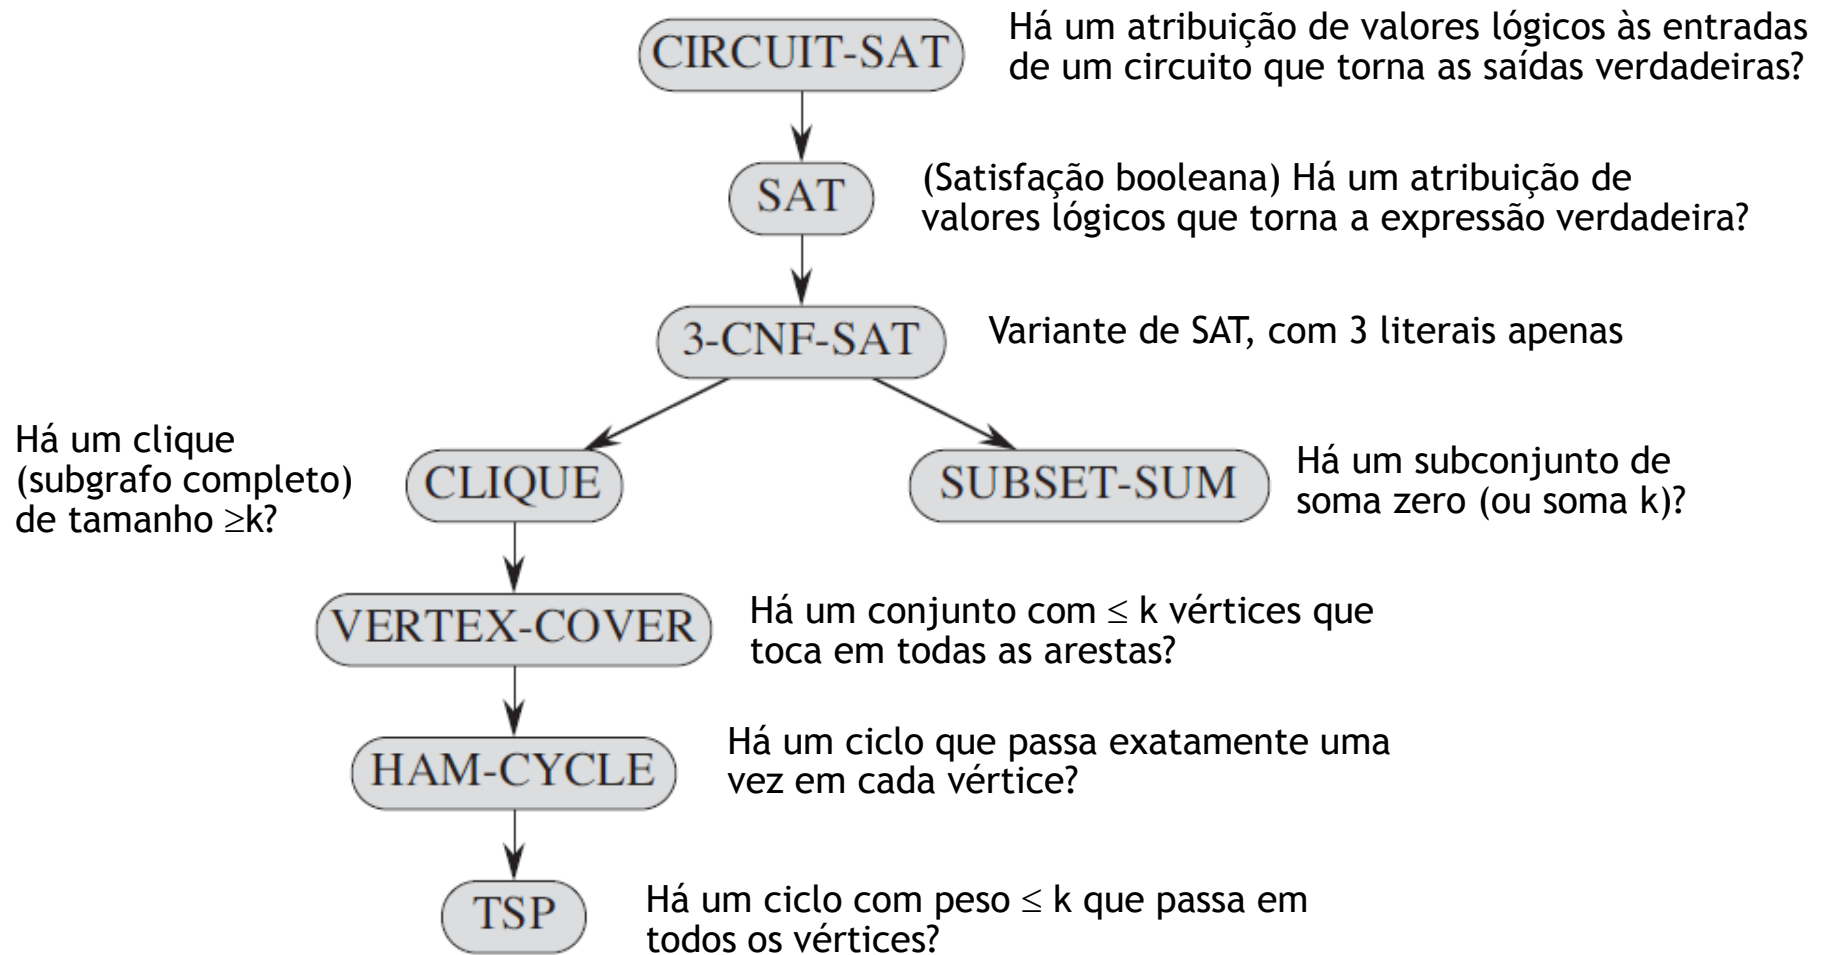 CIRCUIT-SAT
Há um atribuição de valores lógicos às entradas
de um circuito que torna as saídas verdadeiras?
SAT
(Satisfação booleana) Há um atribuição de
valores lógicos que torna a expressão verdadeira?
3-CNF-SAT
Variante de SAT, com 3 literais apenas
Há um clique
(subgrafo completo)
de tamanho ≥k?
CLIQUE
SUBSET-SUM
Há um subconjunto de
soma zero (ou soma k)?
VERTEX-COVER
Há um conjunto com ≤ k vértices que
toca em todas as arestas?
HAM-CYCLE
Há um ciclo que passa exatamente uma
vez em cada vértice?
TSP
Há um ciclo com peso ≤ k que passa em
todos os vértices?